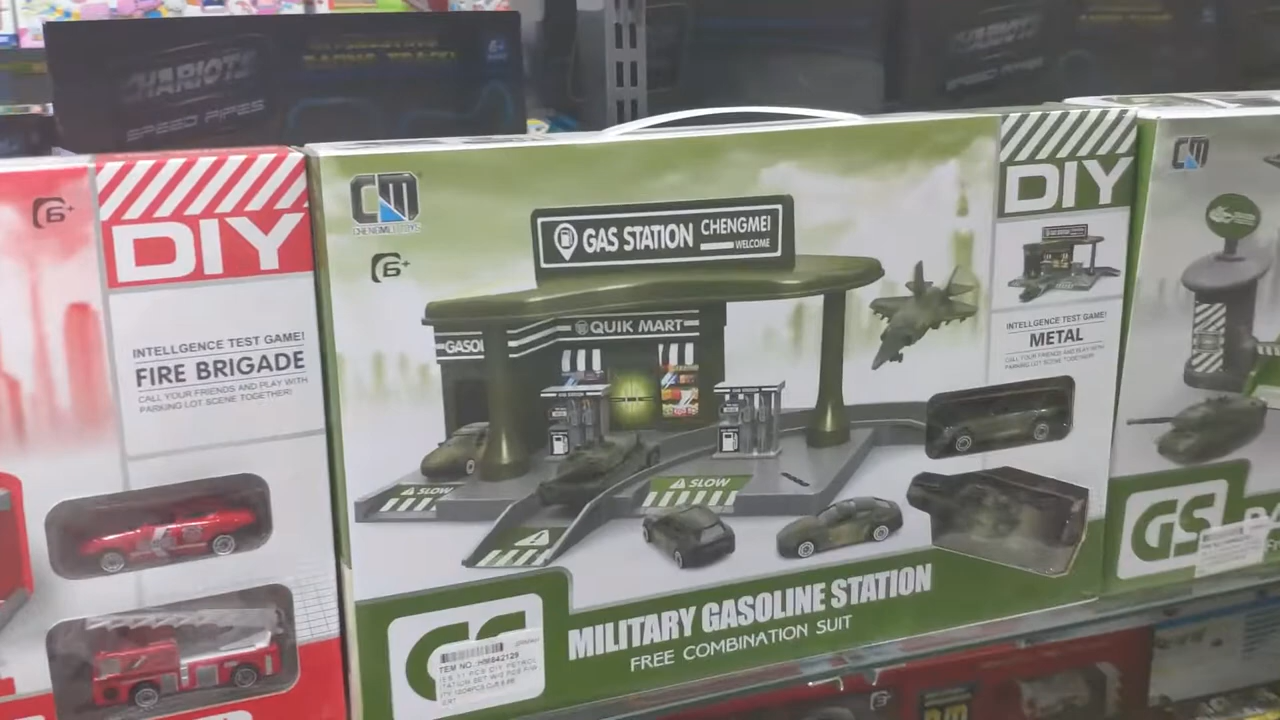 CHARIOTS
SPEED PIPES
6+
DIY
INTELLGENCE TEST GAME!
FIRE BRIGADE
CALL YOUR FRIENDS AND PLAY WITH
PARKING LOT SCENE TOGETHER!
CM
CHENGMEI TOYS
6+
GAS STATION
CHENGMEI
WELCOME
QUIK MART
GASOL
SLOW
SLOW
MILITARY GASOLINE STATION
FREE COMBINATION SUIT
DIY
INTELLGENCE TEST GAME!
METAL
CALL YOUR FRIENDS AND PLAY WITH
PARKING LOT SCENE TOGETHER!
CM
GS